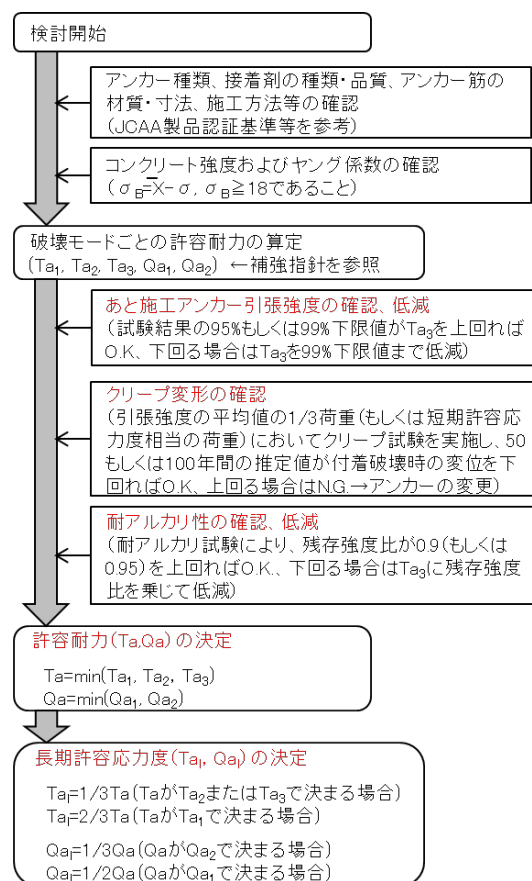 検討開始
アンカー種類、接着剤の種類・品質、アンカー筋の
材質・寸法、施工方法等の確認
(JCAA製品認証基準等を参考)
コンクリート強度およびヤング係数の確認
(σB=X̄-σ, σB≧18であること)
破壊モードごとの許容耐力の算定
(Ta1, Ta2, Ta3, Qa1, Qa2) ←補強指針を参照
あと施工アンカー引張強度の確認、低減
(試験結果の95%もしくは99%下限値がTa3を上回れば
O.K、下回る場合はTa3を99%下限値まで低減)
クリープ変形の確認
(引張強度の平均値の1/3荷重(もしくは短期許容応
力度相当の荷重)においてクリープ試験を実施し、50
もしくは100年間の推定値が付着破壊時の変位を下
回ればO.K、上回る場合はN.G.→アンカーの変更)
耐アルカリ性の確認、低減
(耐アルカリ試験により、残存強度比が0.9(もしくは
0.95)を上回ればO.K、下回る場合はTa3に残存強度
比を乗じて低減)
許容耐力(Ta,Qa)の決定
Ta=min(Ta1, Ta2, Ta3)
Qa=min(Qa1, Qa2)
長期許容応力度(Tal, Qal)の決定
Tal=1/3Ta(TaがTa2またはTa3で決まる場合)
Tal=2/3Ta(TaがTa1で決まる場合)
Qal=1/3Qa(QaがQa2で決まる場合)
Qal=1/2Qa(QaがQa1で決まる場合)